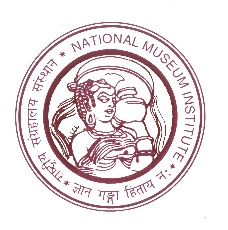 राष्ट्रीय संग्रहालय संस्थान * NATIONAL MUSEUM INSTITUTE *
ज्ञान गङ्गा हिताय नः